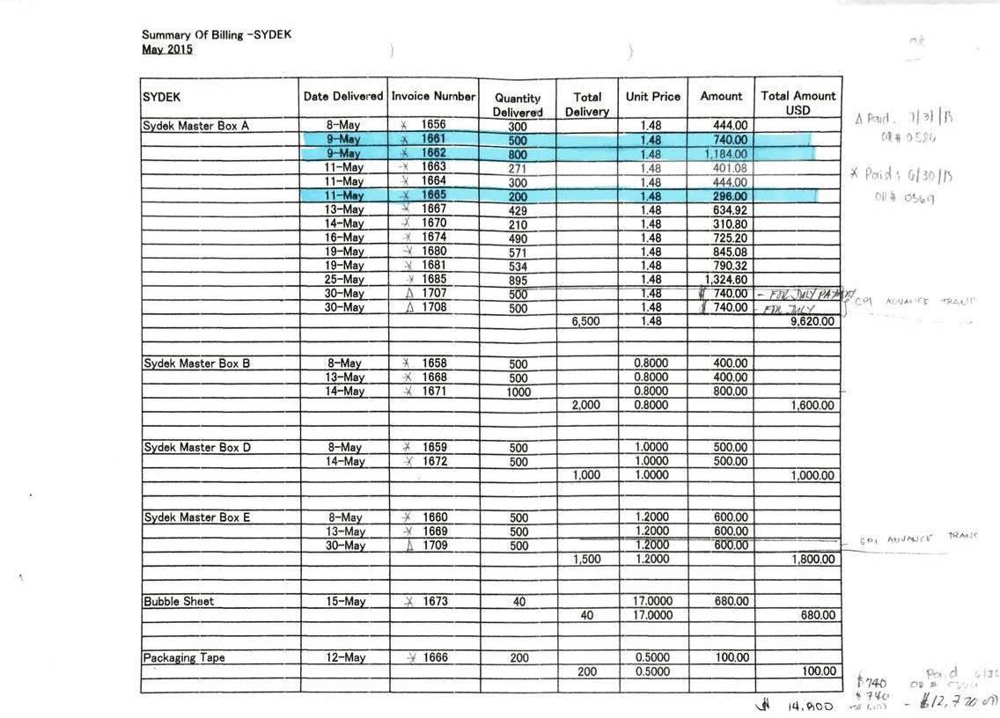 Summary Of Billing -SYDEK
May 2015
ok
SYDEK Date Delivered Invoice Number Quantity Delivered Total Delivery Unit Price Amount Total Amount USD
Sydek Master Box A 8-May 1656 300 1.48 444.00
9-May 1661 500 1.48 740.00
9-May 1662 800 1.48 1,184.00
11-May 1663 271 1.48 401.08
11-May 1664 300 1.48 444.00
11-May 1665 200 1.48 296.00
13-May 1667 429 1.48 634.92
14-May 1670 210 1.48 310.80
16-May 1674 490 1.48 725.20
19-May 1680 571 1.48 845.08
19-May 1681 534 1.48 790.32
25-May 1685 895 1.48 1,324.60
30-May Δ 1707 500 1.48 $ 740.00 - FOR JULY PAYMENT
30-May Δ 1708 500 1.48 $ 740.00 - FOR JULY
6,500 1.48 9,620.00
Δ Paid. 7/31/13
OR# 0586
* Paid: 6/30/13
OR# 0569
ADVANCE
Sydek Master Box B 8-May 1658 500 0.8000 400.00
13-May 1668 500 0.8000 400.00
14-May 1671 1000 0.8000 800.00
2,000 0.8000 1,600.00
Sydek Master Box D 8-May 1659 500 1.0000 500.00
14-May 1672 500 1.0000 500.00
1,000 1.0000 1,000.00
Sydek Master Box E 8-May 1660 500 1.2000 600.00
13-May 1669 500 1.2000 600.00
30-May Δ 1709 500 1.2000 600.00
1,500 1.2000 1,800.00
ADVANCE TRANS
Bubble Sheet 15-May 1673 40 17.0000 680.00
40 17.0000 680.00
Packaging Tape 12-May 1666 200 0.5000 100.00
200 0.5000 100.00
$740
$740
Paid
OR #
$ 14,800 - $12,720